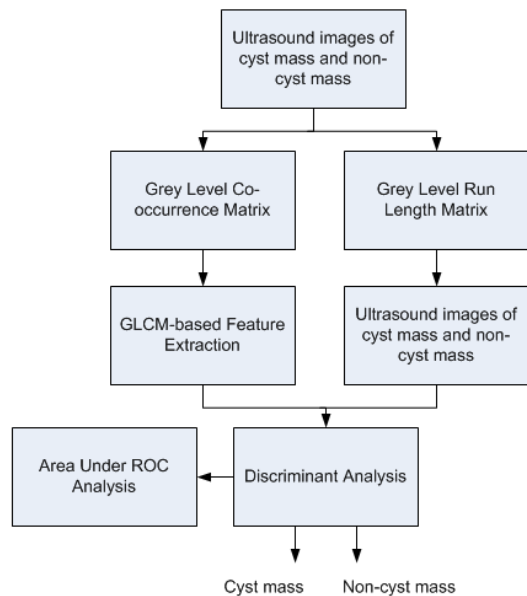 Ultrasound images of
cyst mass and non-
cyst mass
Grey Level Co-
occurrence Matrix
Grey Level Run
Length Matrix
GLCM-based Feature
Extraction
Ultrasound images of
cyst mass and non-
cyst mass
Area Under ROC
Analysis
Discriminant Analysis
Cyst mass
Non-cyst mass